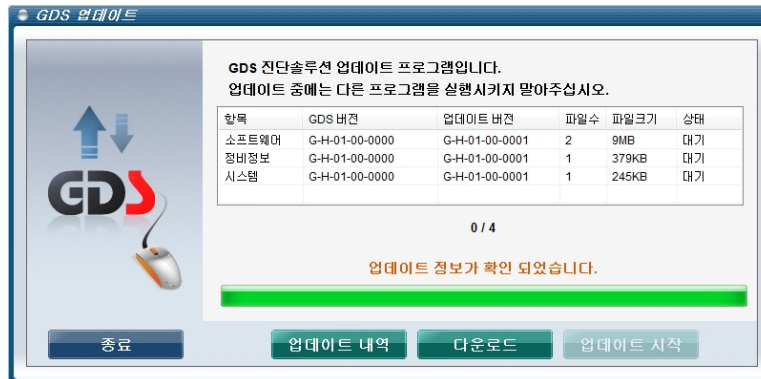 GDS 업데이트
GDS 진단솔루션 업데이트 프로그램입니다.
업데이트 중에는 다른 프로그램을 실행시키지 말아주십시오.
항목 GDS 버전 업데이트 버전 파일수 파일크기 상태
소프트웨어 G-H-01-00-0000 G-H-01-00-0001 2 9MB 대기
정비정보 G-H-01-00-0000 G-H-01-00-0001 1 379KB 대기
시스템 G-H-01-00-0000 G-H-01-00-0001 1 245KB 대기
GDS
0 / 4
업데이트 정보가 확인 되었습니다.
종료 업데이트 내역 다운로드 업데이트 시작